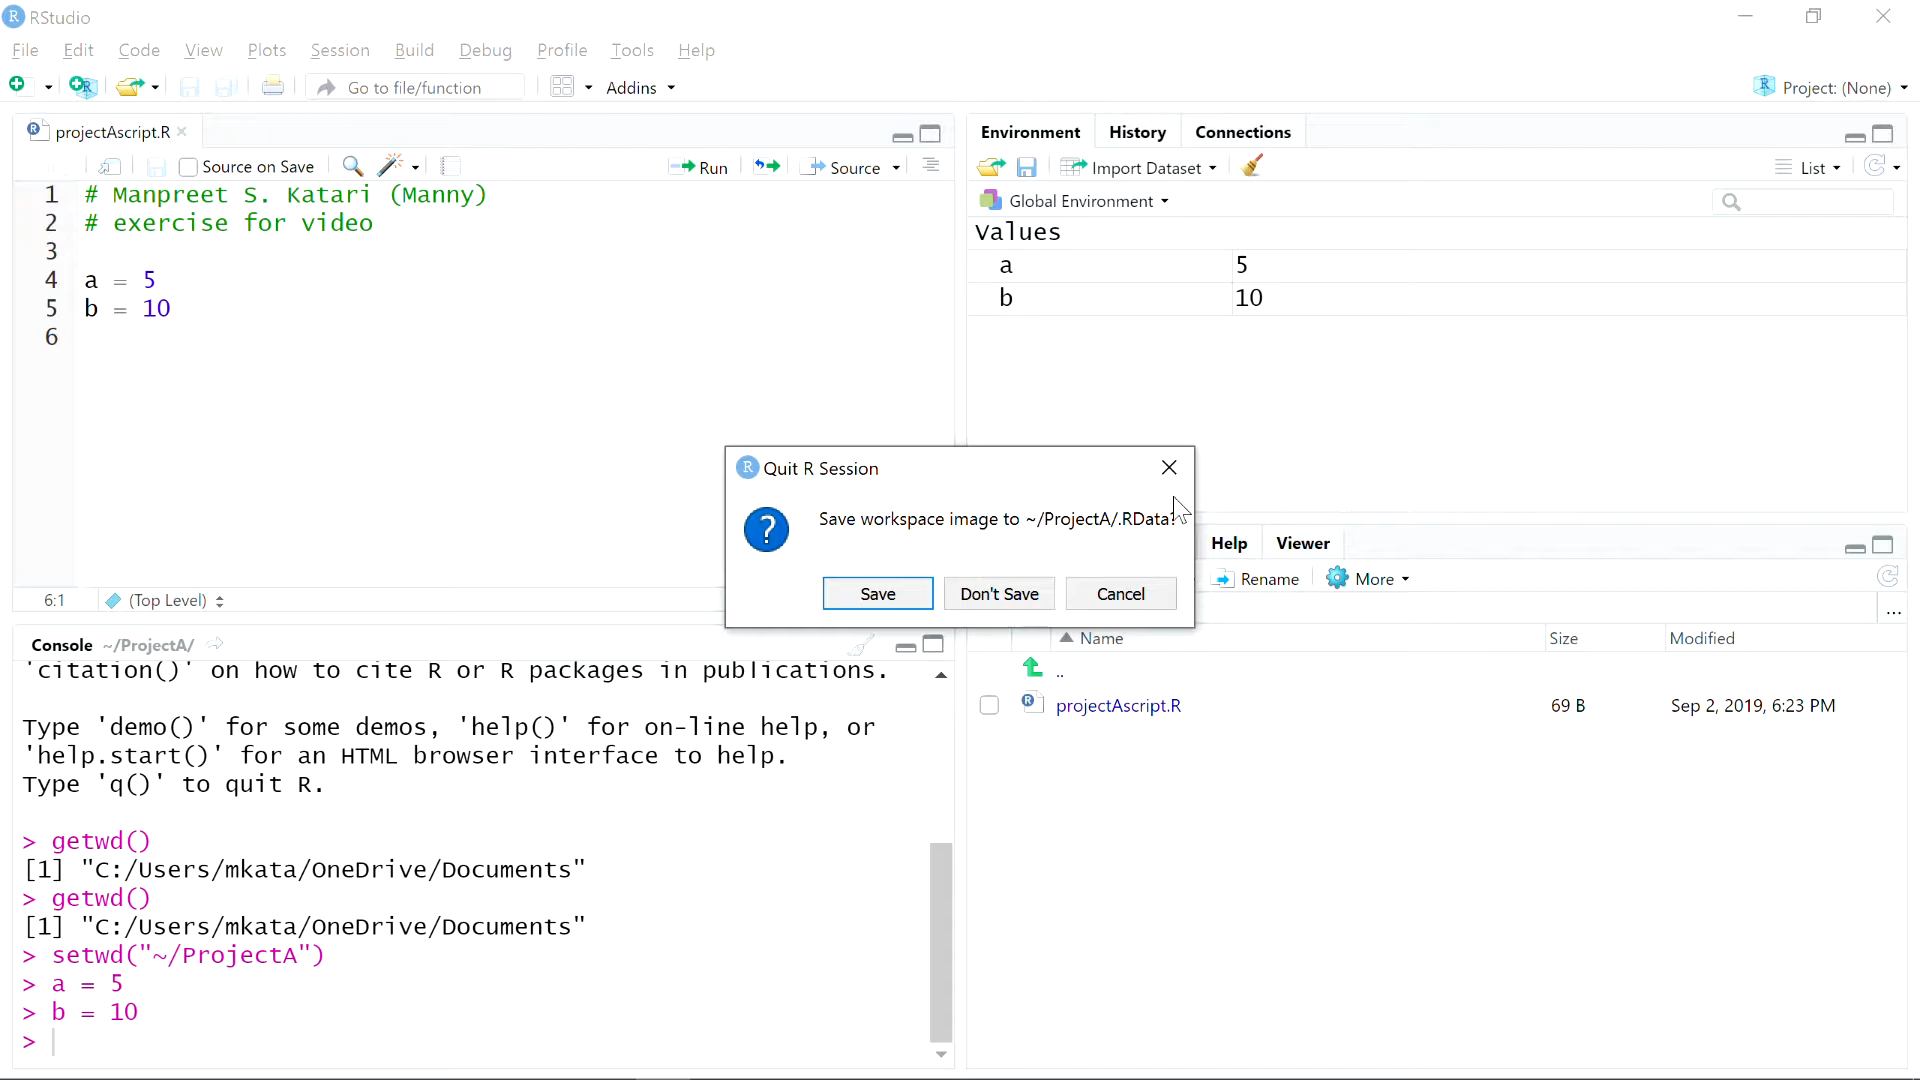 RStudio
File Edit Code View Plots Session Build Debug Profile Tools Help
Go to file/function Addins Project: (None)
projectAscript.R
Source on Save Run Source
1 # Manpreet S. Katari (Manny)
2 # exercise for video
3
4 a = 5
5 b = 10
6
6:1 (Top Level)
Environment History Connections
Import Dataset List
Global Environment
Values
a 5
b 10
R Quit R Session
? Save workspace image to ~/ProjectA/.RData?
Save Don't Save Cancel
Help Viewer
Rename More
...
Name Size Modified
..
projectAscript.R 69 B Sep 2, 2019, 6:23 PM
Console ~/ProjectA/
'citation()' on how to cite R or R packages in publications.
Type 'demo()' for some demos, 'help()' for on-line help, or
'help.start()' for an HTML browser interface to help.
Type 'q()' to quit R.
> getwd()
[1] "C:/Users/mkata/OneDrive/Documents"
> getwd()
[1] "C:/Users/mkata/OneDrive/Documents"
> setwd("~/ProjectA")
> a = 5
> b = 10
>